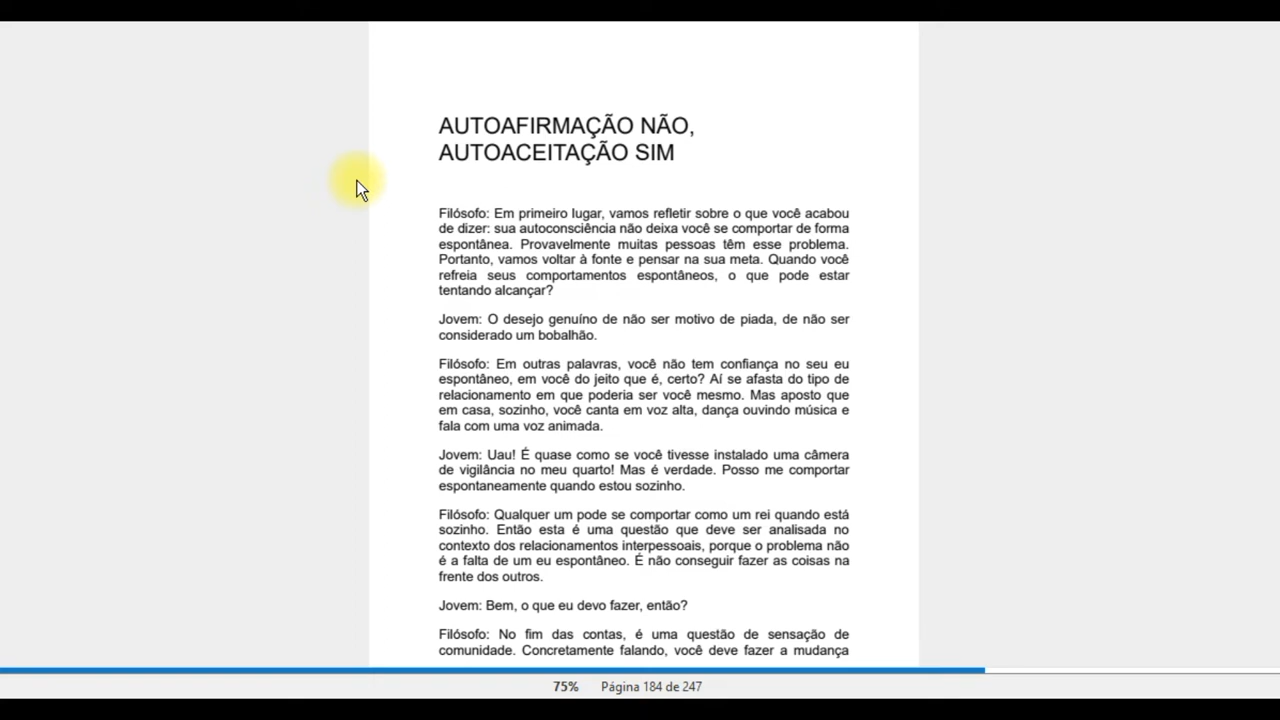 AUTOAFIRMAÇÃO NÃO,
AUTOACEITAÇÃO SIM
Filósofo: Em primeiro lugar, vamos refletir sobre o que você acabou
de dizer: sua autoconsciência não deixa você se comportar de forma
espontânea. Provavelmente muitas pessoas têm esse problema.
Portanto, vamos voltar à fonte e pensar na sua meta. Quando você
refreia seus comportamentos espontâneos, o que pode estar
tentando alcançar?
Jovem: O desejo genuíno de não ser motivo de piada, de não ser
considerado um bobalhão.
Filósofo: Em outras palavras, você não tem confiança no seu eu
espontâneo, em você do jeito que é, certo? Aí se afasta do tipo de
relacionamento em que poderia ser você mesmo. Mas aposto que
em casa, sozinho, você canta em voz alta, dança ouvindo música e
fala com uma voz animada.
Jovem: Uau! É quase como se você tivesse instalado uma câmera
de vigilância no meu quarto! Mas é verdade. Posso me comportar
espontaneamente quando estou sozinho.
Filósofo: Qualquer um pode se comportar como um rei quando está
sozinho. Então esta é uma questão que deve ser analisada no
contexto dos relacionamentos interpessoais, porque o problema não
é a falta de um eu espontâneo. É não conseguir fazer as coisas na
frente dos outros.
Jovem: Bem, o que eu devo fazer, então?
Filósofo: No fim das contas, é uma questão de sensação de
comunidade. Concretamente falando, você deve fazer a mudança
75% Página 184 de 247